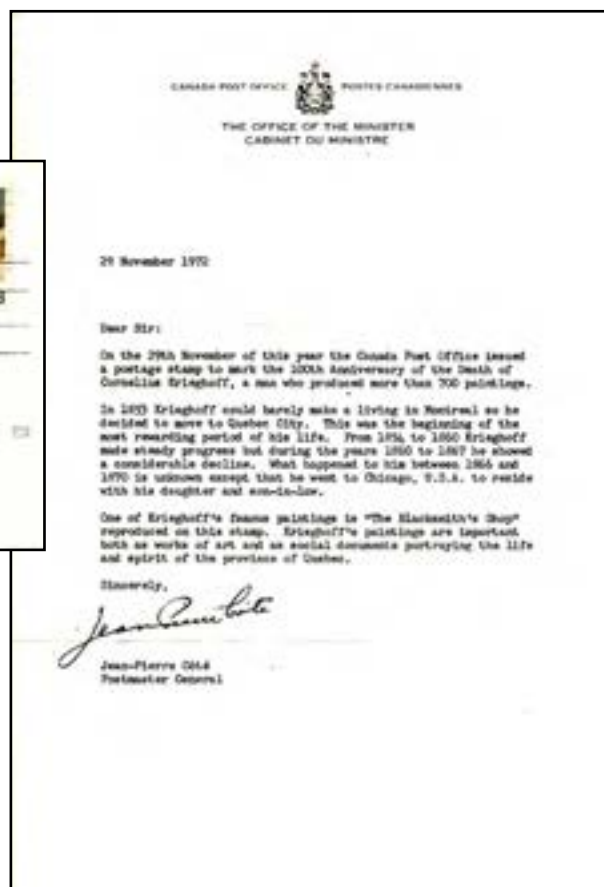 CANADA POST OFFICE POSTES CANADIENNES
THE OFFICE OF THE MINISTER
CABINET DU MINISTRE
29 November 1972
Dear Sir:
On the 29th November of this year the Canada Post Office issued
a postage stamp to mark the 100th Anniversary of the Death of
Cornelius Krieghoff, a man who produced more than 700 paintings.
In 1853 Krieghoff could barely make a living in Montreal so he
decided to move to Quebec City. This was the beginning of the
most rewarding period of his life. From 1854 to 1860 Krieghoff
made steady progress but during the years 1860 to 1867 he showed
a considerable decline. What happened to him between 1866 and
1870 is unknown except that he went to Chicago, U.S.A. to reside
with his daughter and son-in-law.
One of Krieghoff's famous paintings is "The Blacksmith's Shop"
reproduced on this stamp. Krieghoff's paintings are important
both as works of art and as social documents portraying the life
and spirit of the province of Quebec.
Sincerely,
Jean-Pierre Côté
Postmaster General